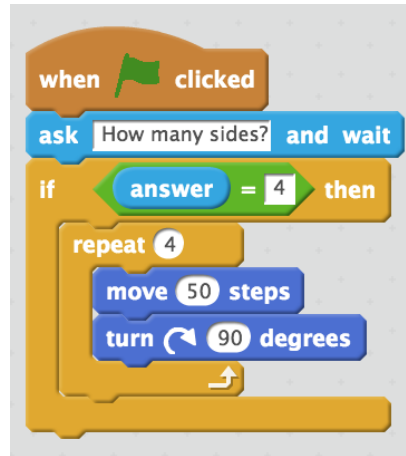 when clicked
ask How many sides? and wait
if answer = 4 then
repeat 4
move 50 steps
turn 90 degrees